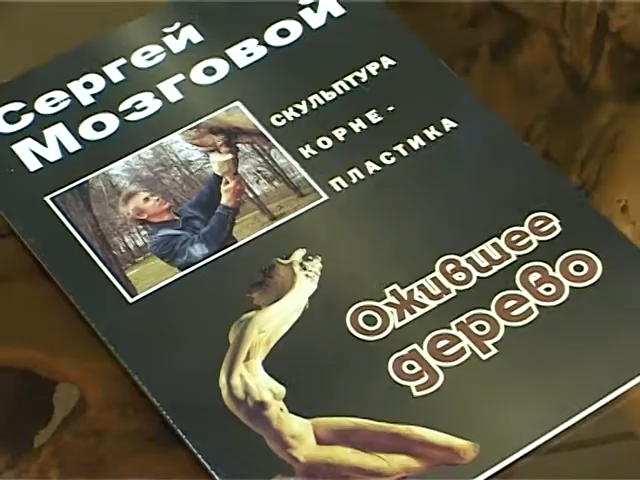 Сергей
Мозговой
СКУЛЬПТУРА
КОРНЕ-
ПЛАСТИКА
Ожившее
дерево